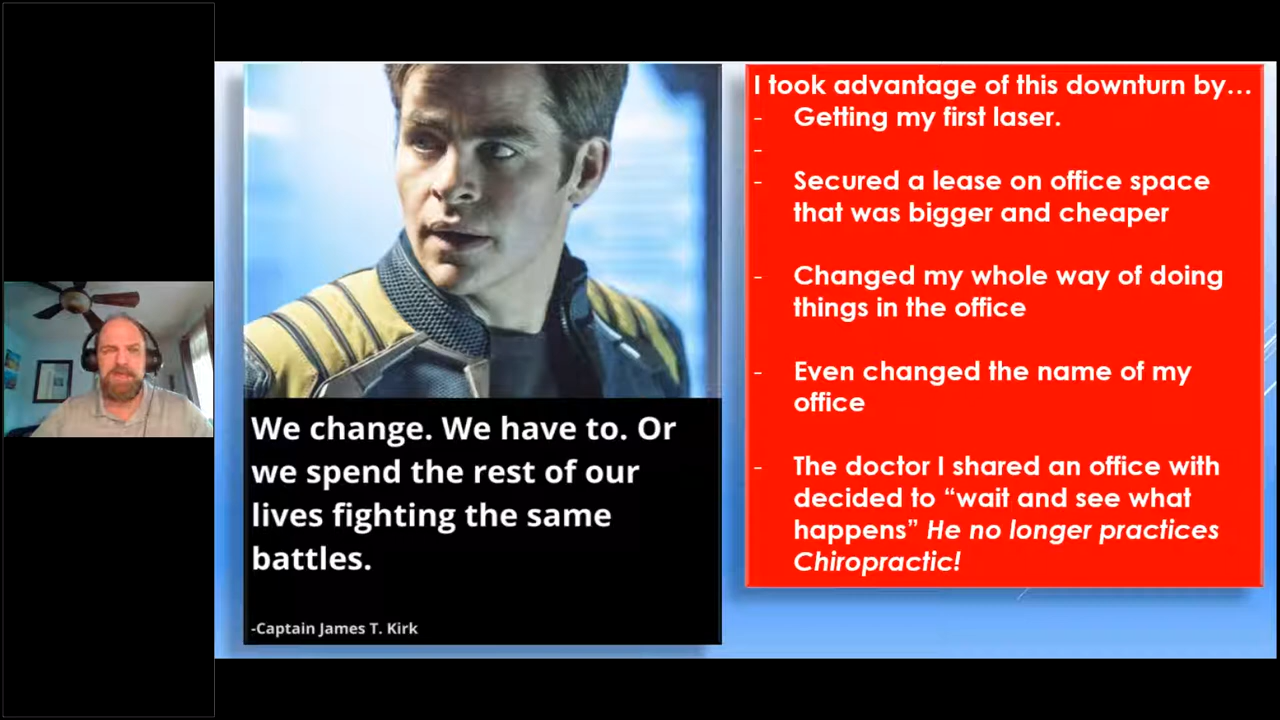 We change. We have to. Or
we spend the rest of our
lives fighting the same
battles.
-Captain James T. Kirk
I took advantage of this downturn by...
- Getting my first laser.
-
- Secured a lease on office space
that was bigger and cheaper
- Changed my whole way of doing
things in the office
- Even changed the name of my
office
- The doctor I shared an office with
decided to “wait and see what
happens” He no longer practices
Chiropractic!